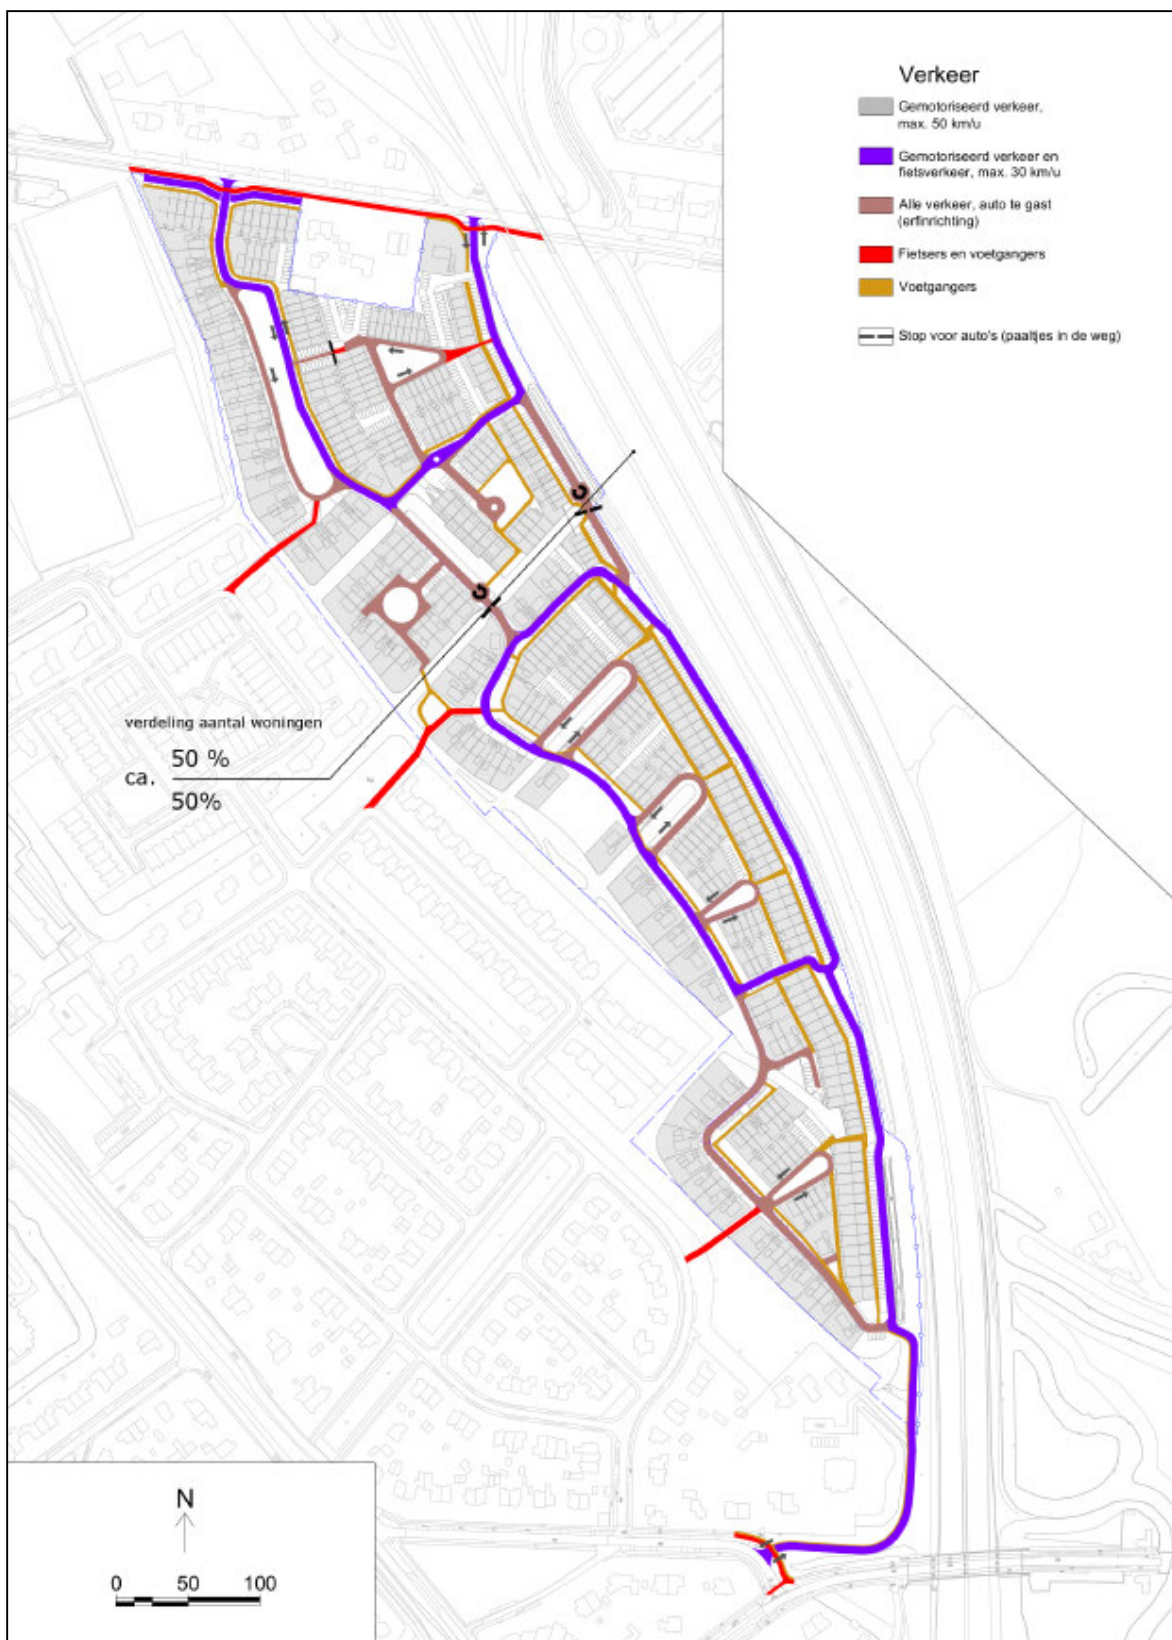 Verkeer
Gemotoriseerd verkeer,
max. 50 km/u
Gemotoriseerd verkeer en
fietsverkeer, max. 30 km/u
Alle verkeer, auto te gast
(erfinrichting)
Fietsers en voetgangers
Voetgangers
Stop voor auto's (paaltjes in de weg)
verdeling aantal woningen
ca.
50 %
50%
N
0 50 100